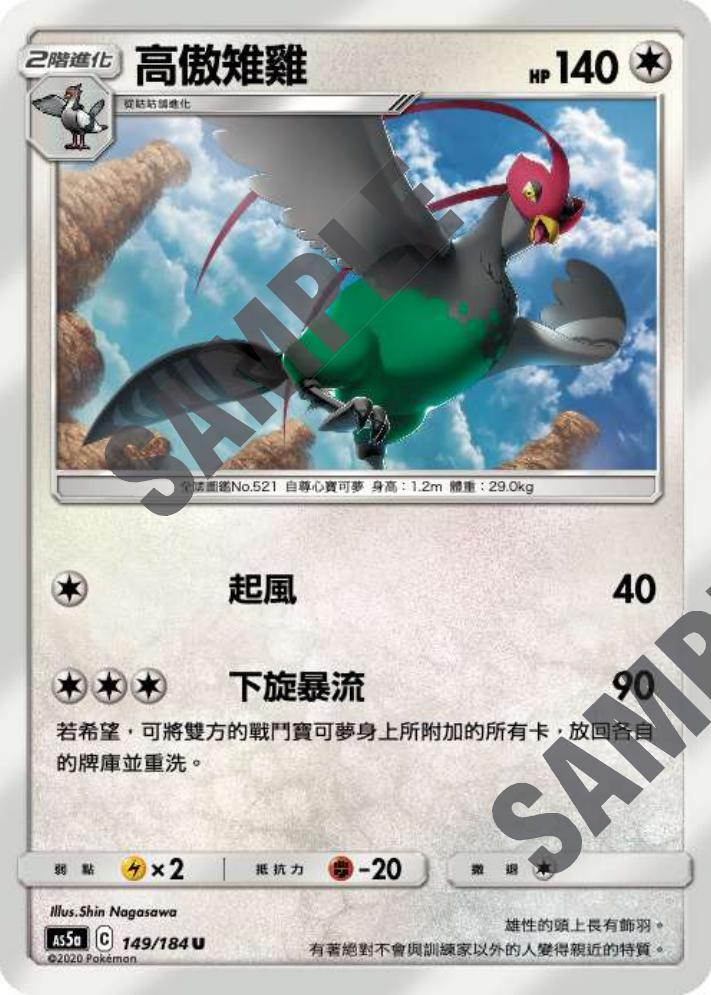 2階進化
高傲雉雞
HP 140
從咕咕鴿進化
SAMPLE
全國圖鑑No.521 自尊心寶可夢 身高：1.2m 體重：29.0kg
起風 40
下旋暴流 90
若希望，可將雙方的戰鬥寶可夢身上所附加的所有卡，放回各自
的牌庫並重洗。
SAMPLE
弱點 ×2 抵抗力 -20 撤退
Illus.Shin Nagasawa
雄性的頭上長有飾羽。
AS5a C 149/184 U
有著絕對不會與訓練家以外的人變得親近的特質。
©2020 Pokémon